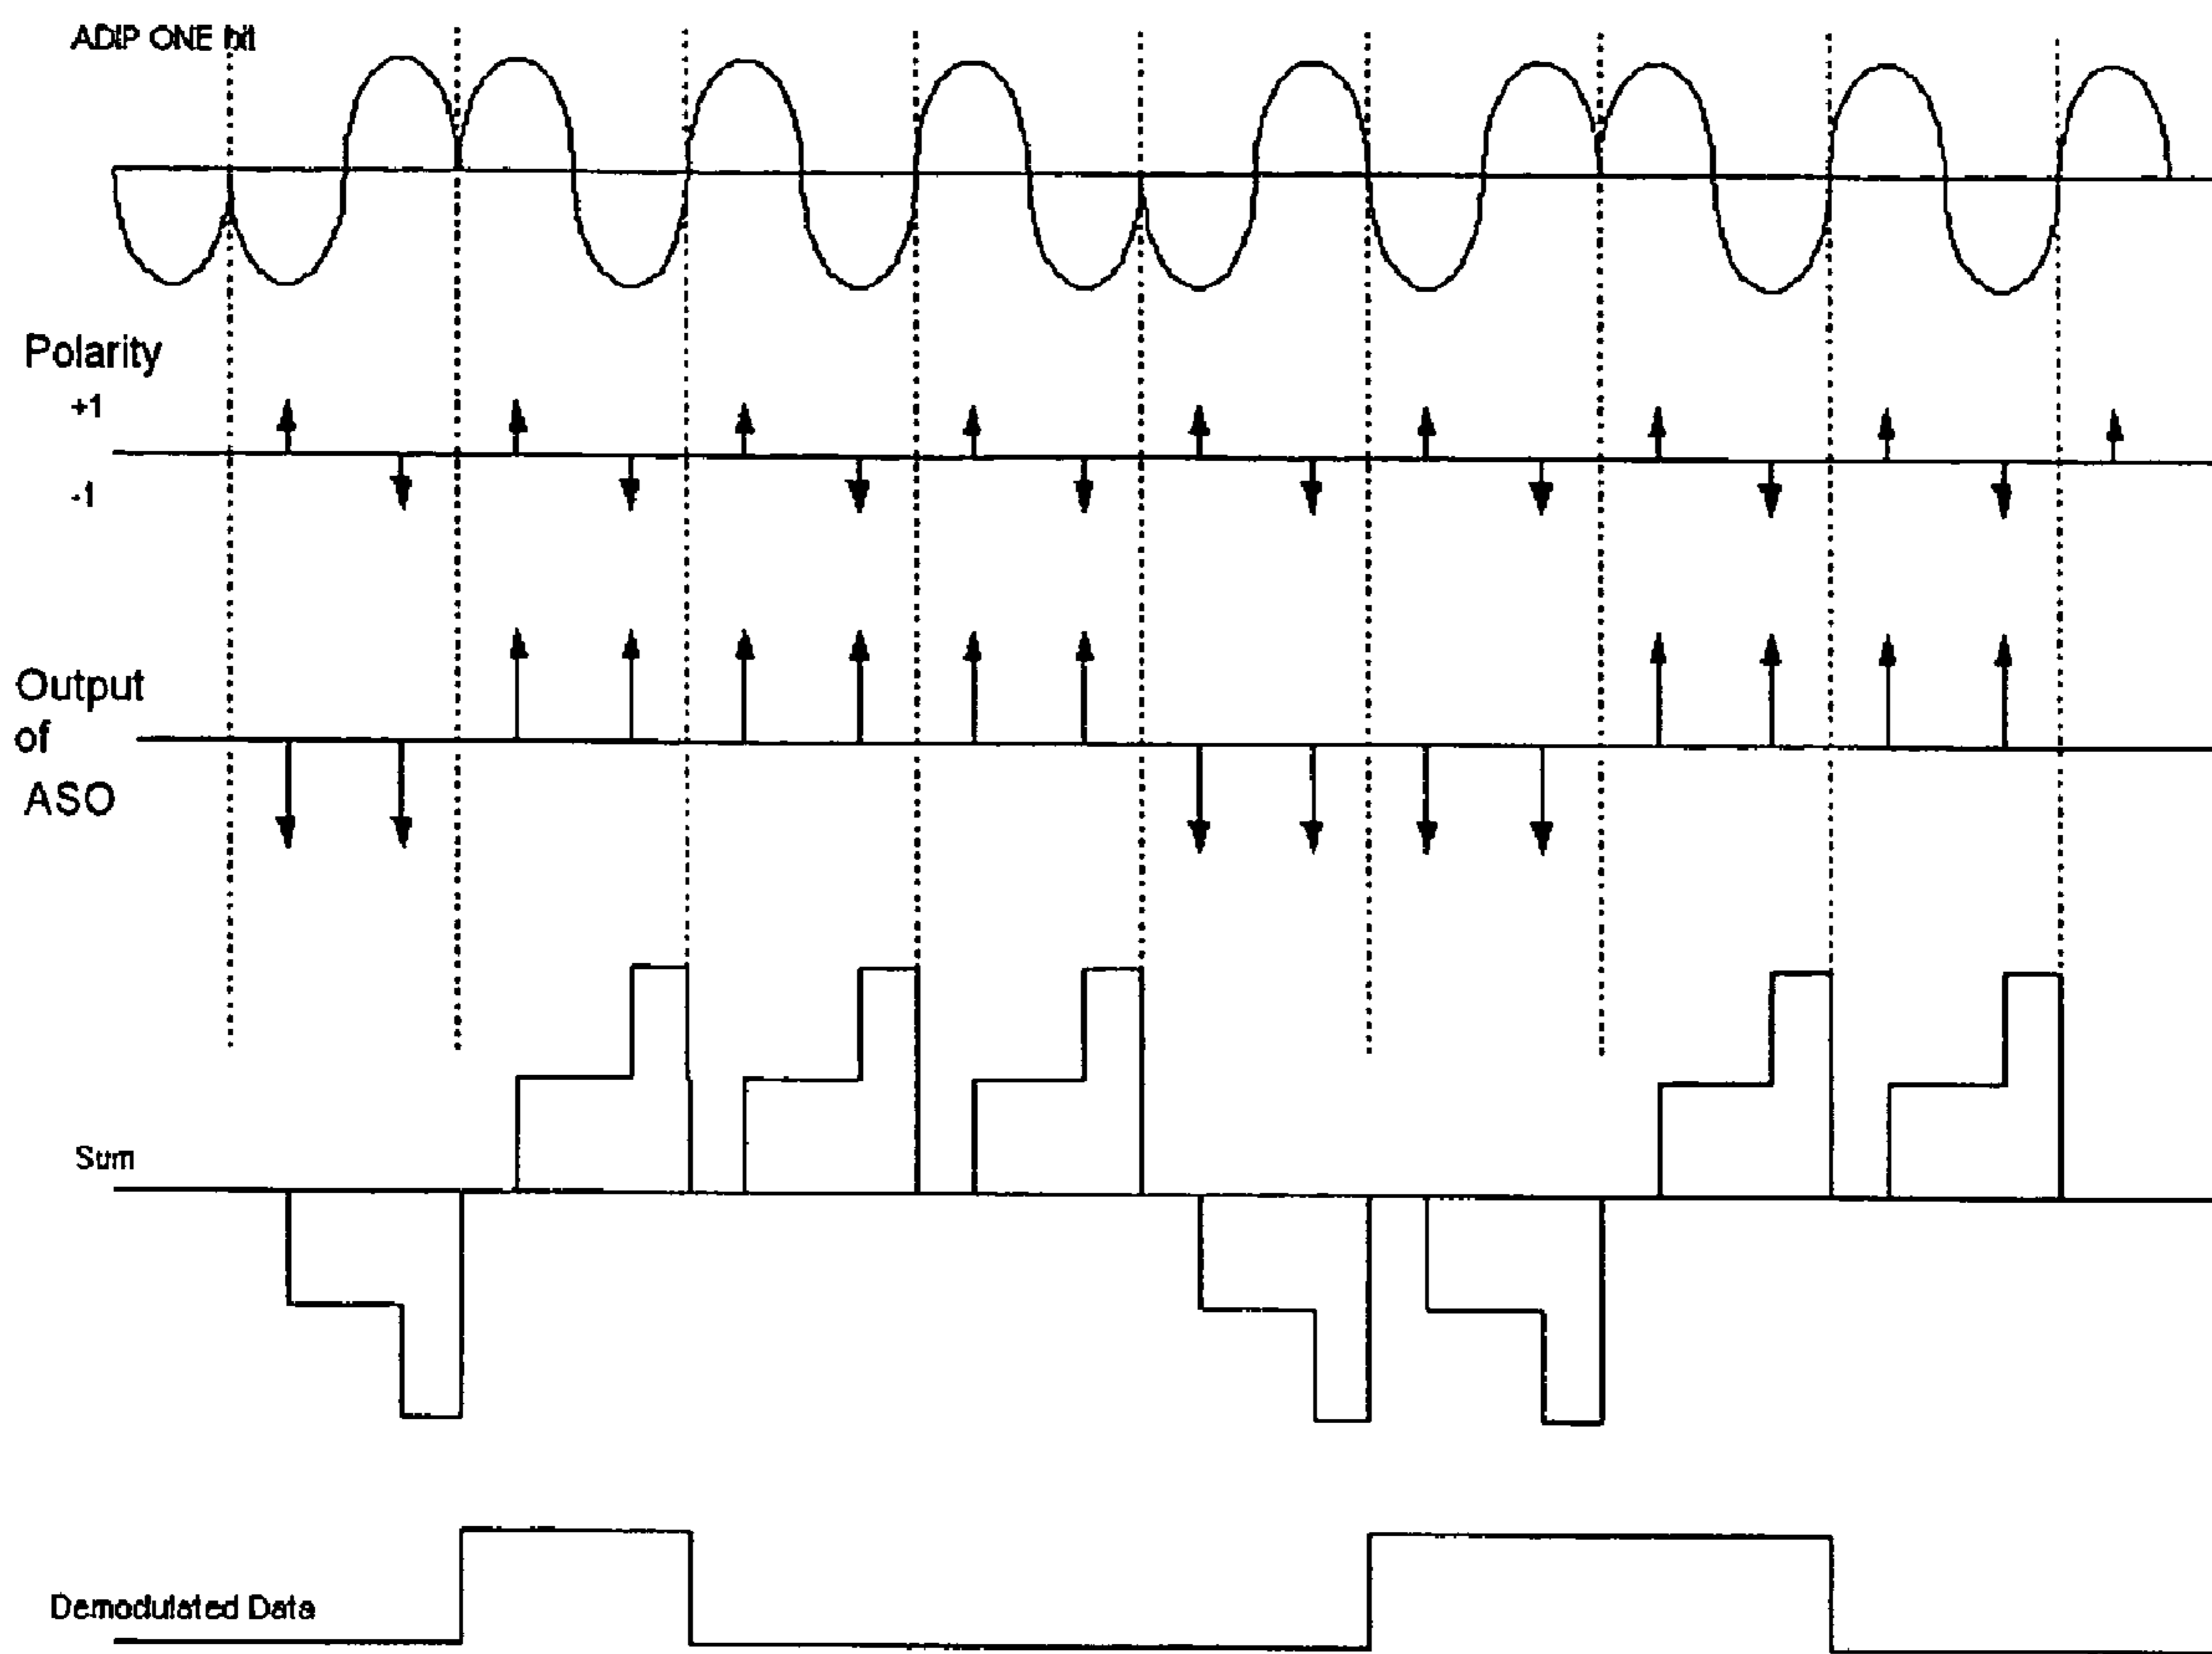 ADIP ONE bit
Polarity
+1
-1
Output
of
ASO
Sum
Demodulated Data